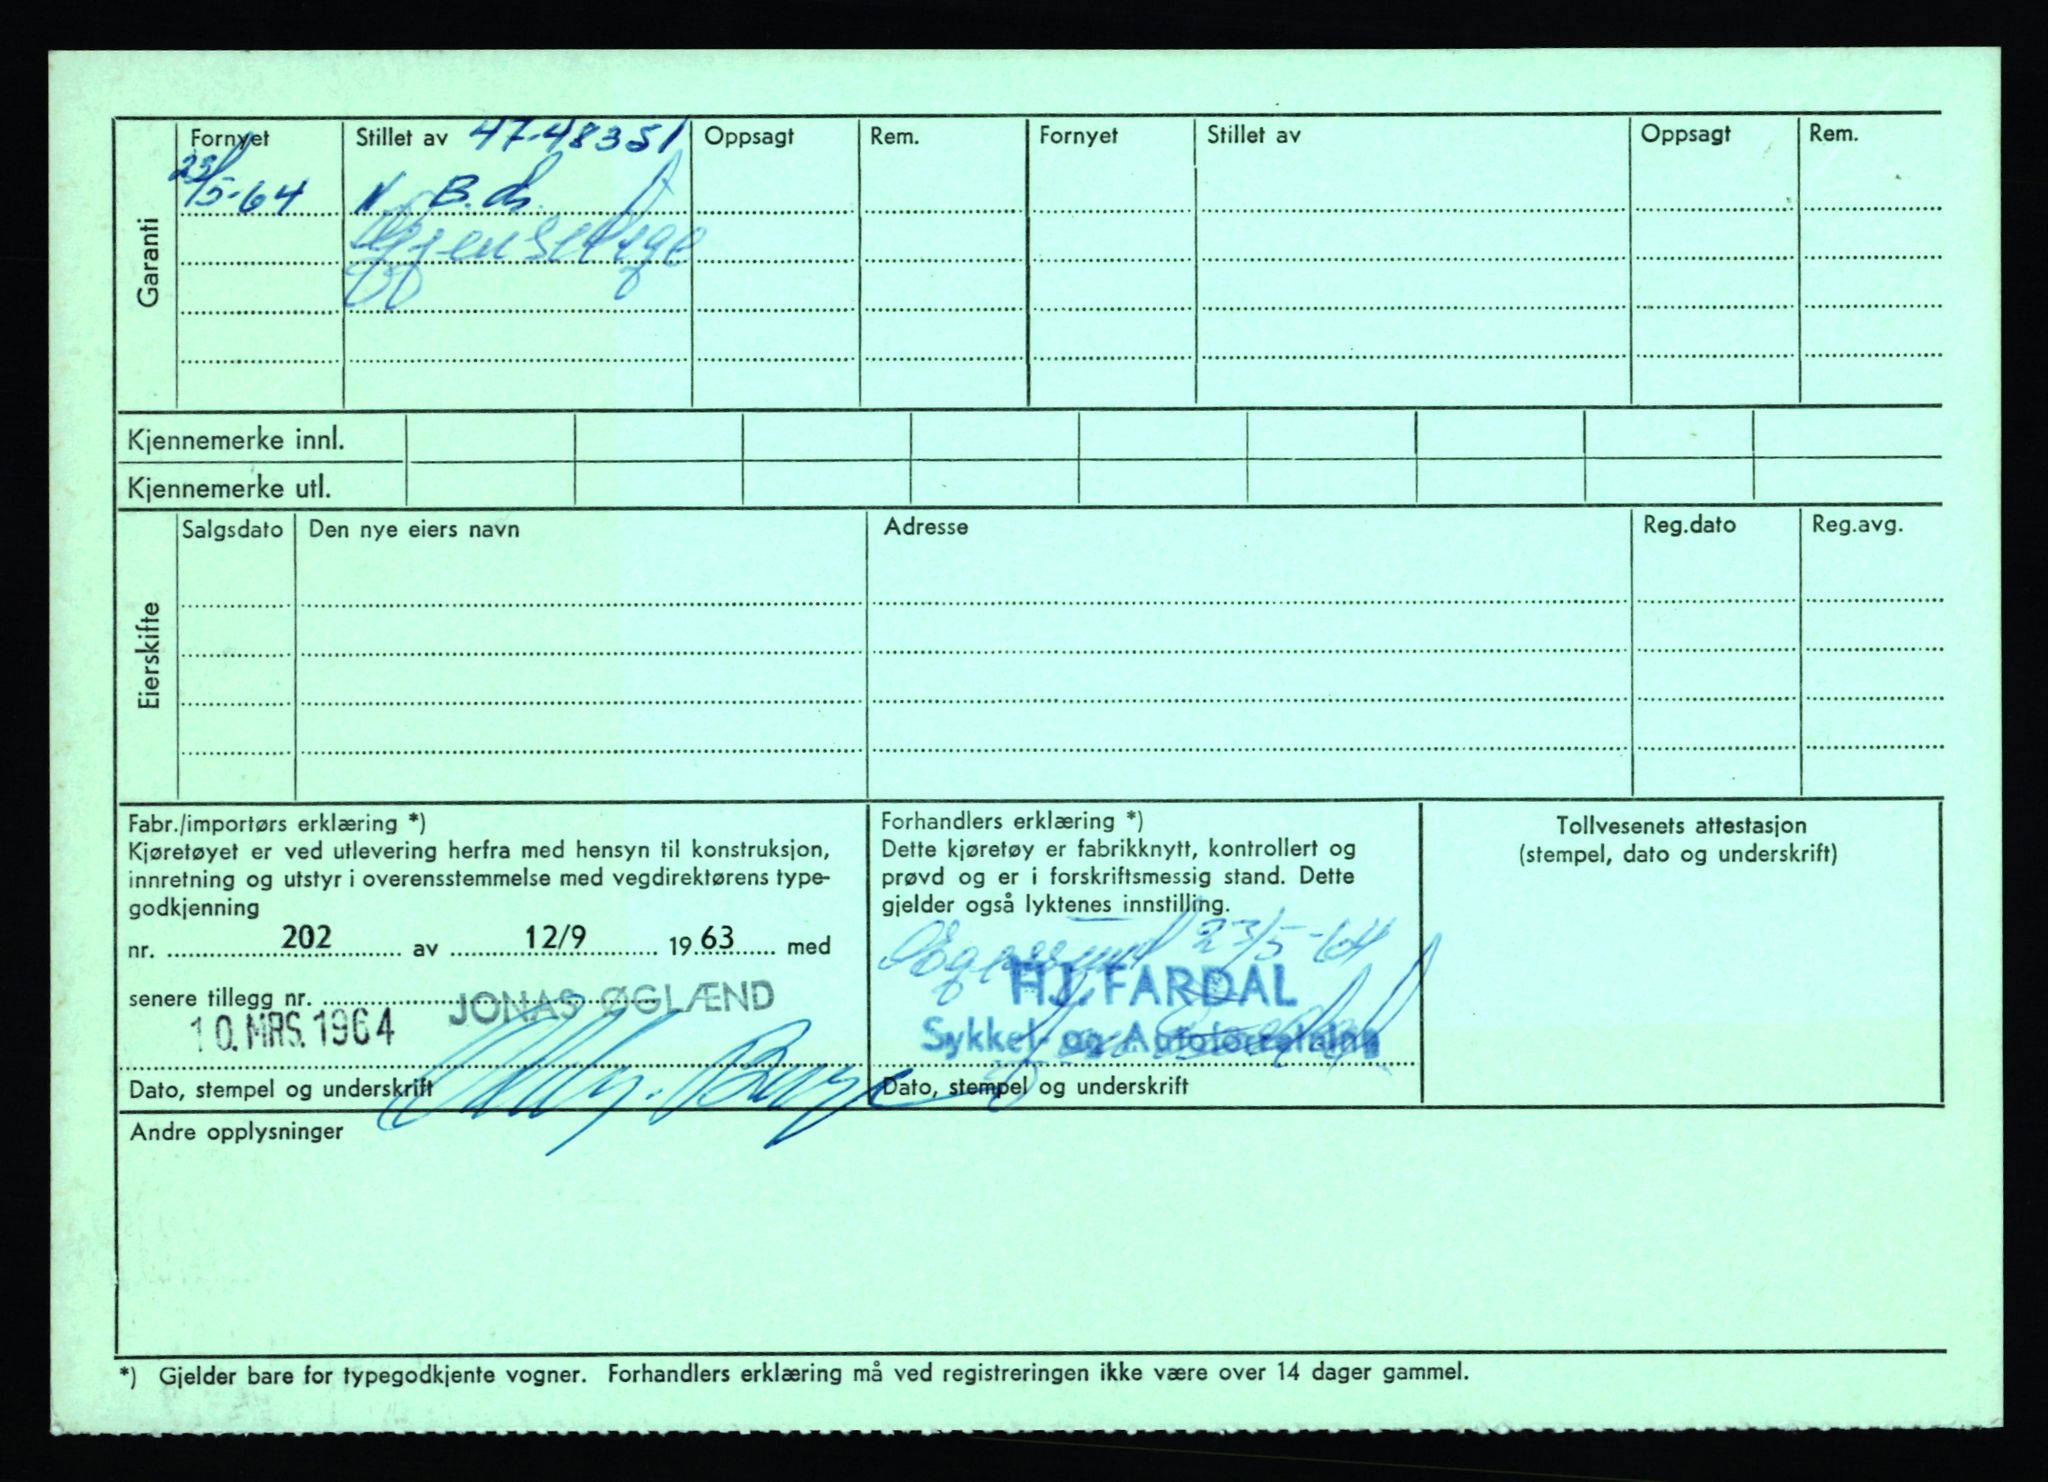 Garanti
Fornyet
Stillet av 47-48351
Oppsagt
Rem.
Fornyet
Stillet av
Oppsagt
Rem.
23/5-64
Kjennemerke innl.
Kjennemerke utl.
Eierskifte
Salgsdato
Den nye eiers navn
Adresse
Reg.dato
Reg.avg.
Fabr./importørs erklæring *)
Kjøretøyet er ved utlevering herfra med hensyn til konstruksjon,
innretning og utstyr i overensstemmelse med vegdirektørens type-
godkjenning
nr. 202 av 12/9 1963 med
senere tillegg nr.
JONAS ØGLÆND
10. MRS. 1964
Dato, stempel og underskrift
Forhandlers erklæring *)
Dette kjøretøy er fabrikknytt, kontrollert og
prøvd og er i forskriftsmessig stand. Dette
gjelder også lyktenes innstilling.
Egersund 23/5-64
HJ. FARDAL
Sykkel- og Autoforretning
Dato, stempel og underskrift
Tollvesenets attestasjon
(stempel, dato og underskrift)
Andre opplysninger
*) Gjelder bare for typegodkjente vogner. Forhandlers erklæring må ved registreringen ikke være over 14 dager gammel.